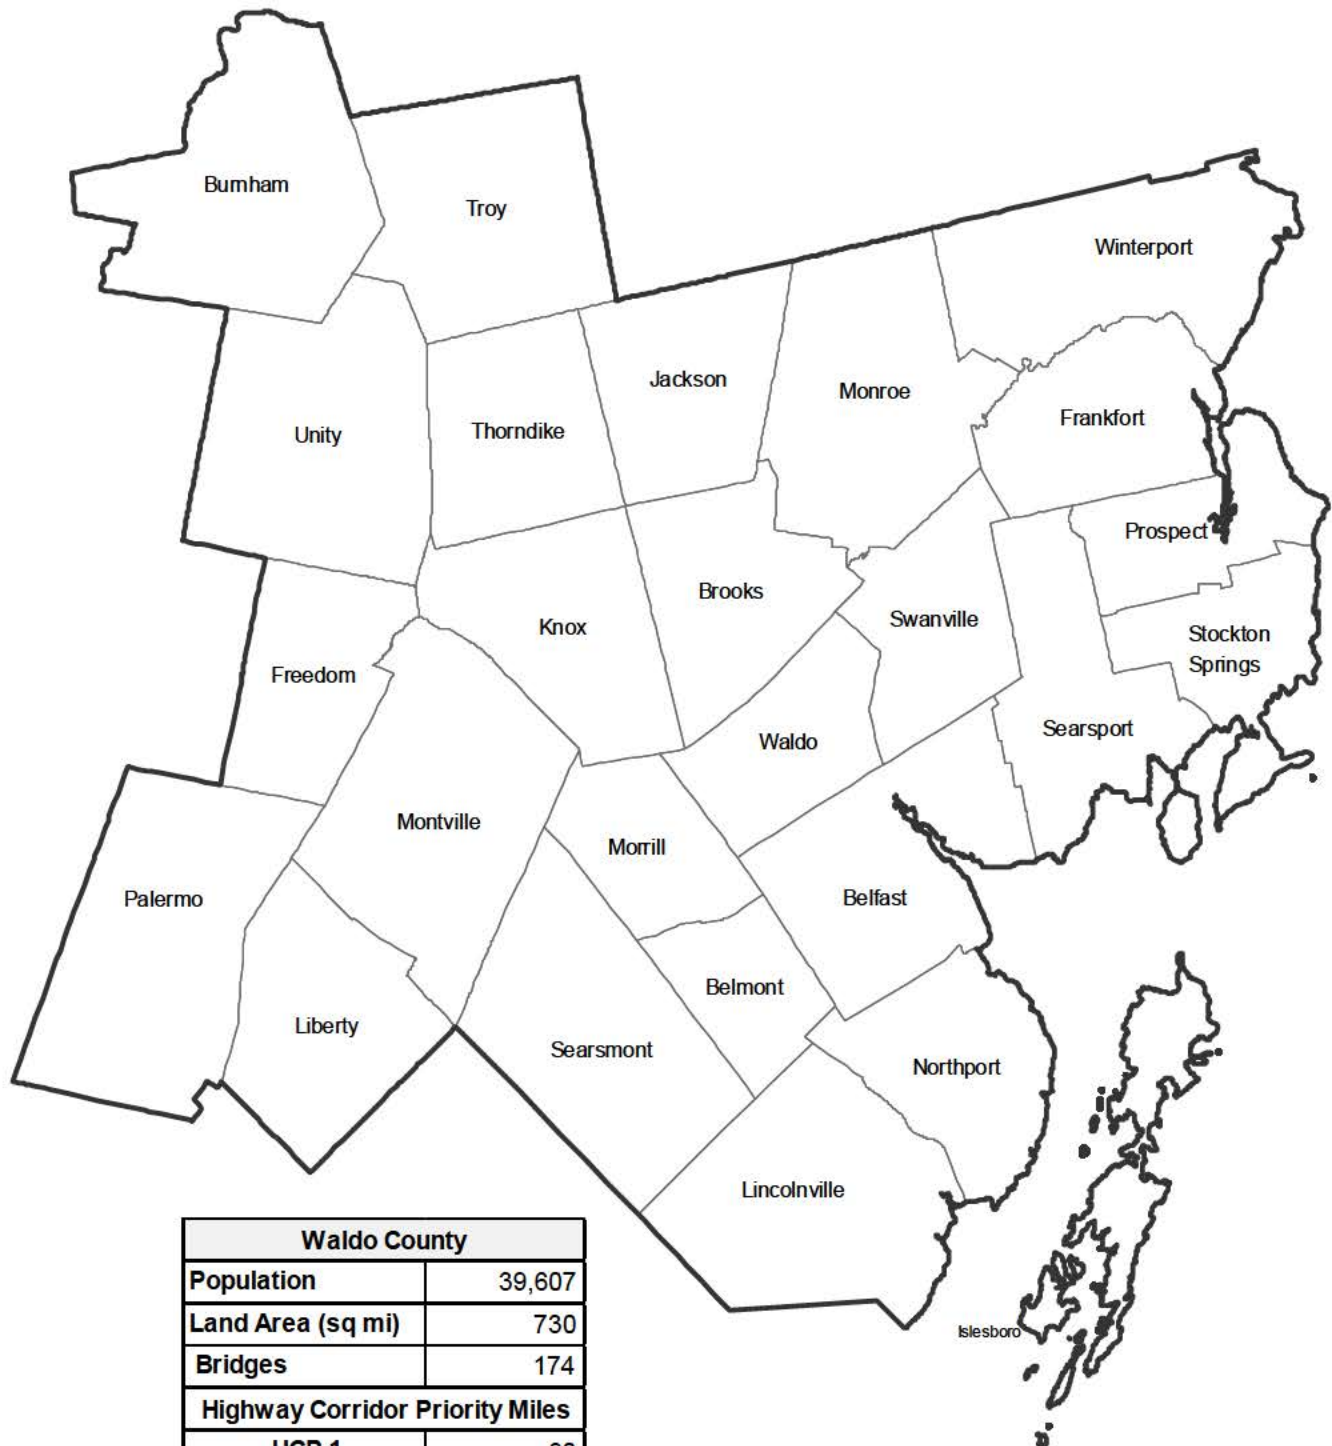 Burnham
Troy
Winterport
Jackson
Monroe
Frankfort
Unity
Thorndike
Prospect
Brooks
Swanville
Knox
Stockton
Springs
Freedom
Searsport
Waldo
Montville
Morrill
Palermo
Belfast
Belmont
Liberty
Searsmont
Northport
Lincolnville
Islesboro
Waldo County
Population 39,607
Land Area (sq mi) 730
Bridges 174
Highway Corridor Priority Miles